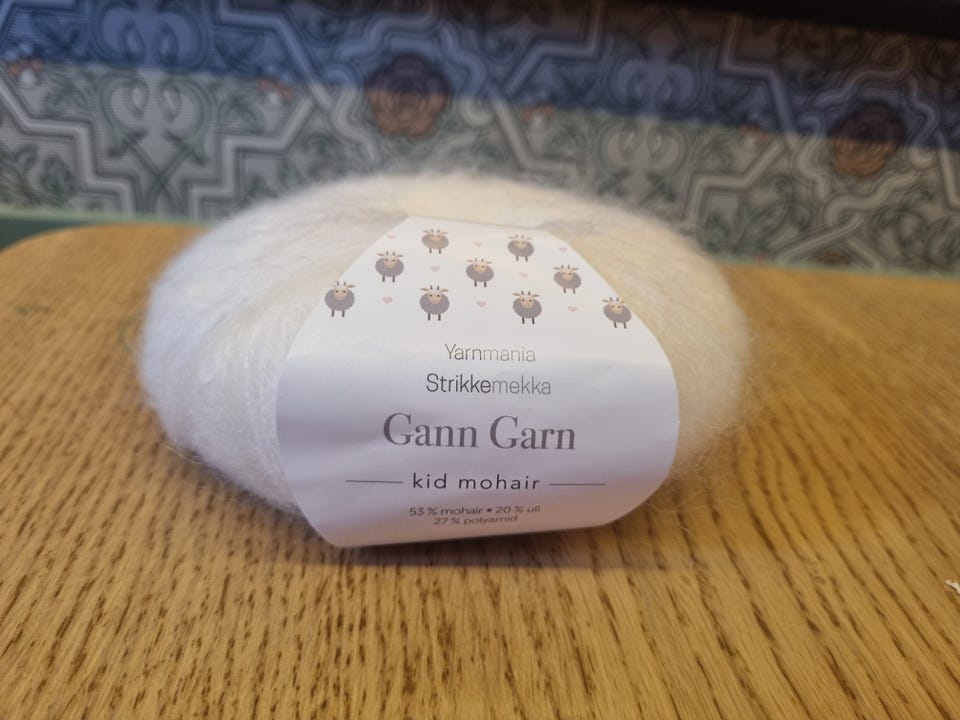 Yarnmania
Strikkemekka
Gann Garn
kid mohair
53 % mohair • 20 % ull
27 % polyamid